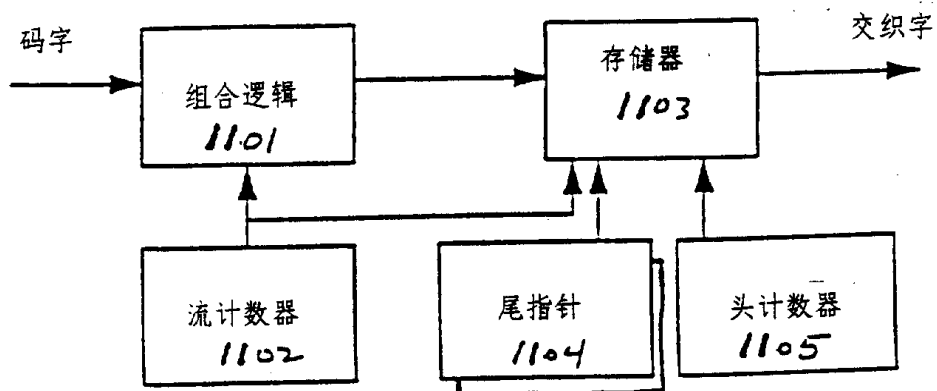 码字
交织字
组合逻辑
1101
存储器
1103
流计数器
1102
尾指针
1104
头计数器
1105